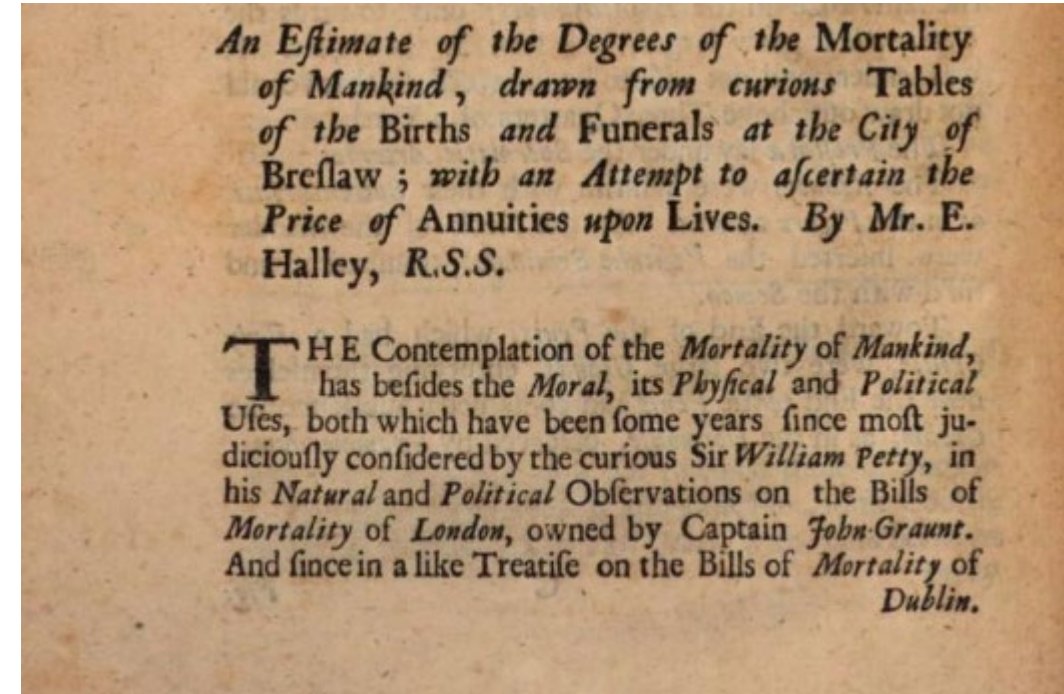 An Eſtimate of the Degrees of the Mortality
of Mankind, drawn from curious Tables
of the Births and Funerals at the City of
Breſlaw; with an Attempt to aſcertain the
Price of Annuities upon Lives. By Mr. E.
Halley, R.S.S.
THE Contemplation of the Mortality of Mankind,
has beſides the Moral, its Phyſical and Political
Uſes, both which have been ſome years ſince moſt ju-
diciouſly conſidered by the curious Sir William Petty, in
his Natural and Political Obſervations on the Bills of
Mortality of London, owned by Captain John Graunt.
And ſince in a like Treatiſe on the Bills of Mortality of
Dublin.